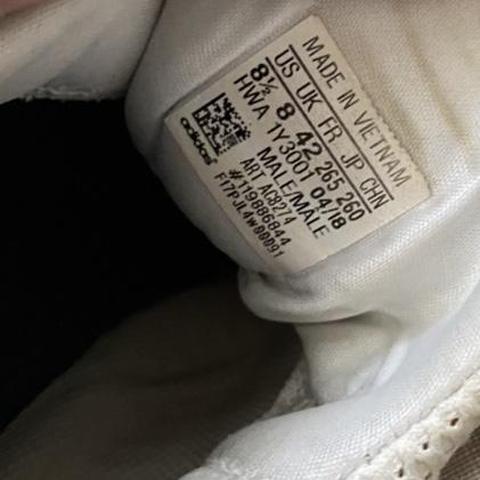 MADE IN VIETNAM
US UK FR JP CHN
8½ 8 42 265 260
HWA 1Y3001 04/18
MALE/MÂLE
ART AC8274
#119886844
F17PJL4W00091
adidas